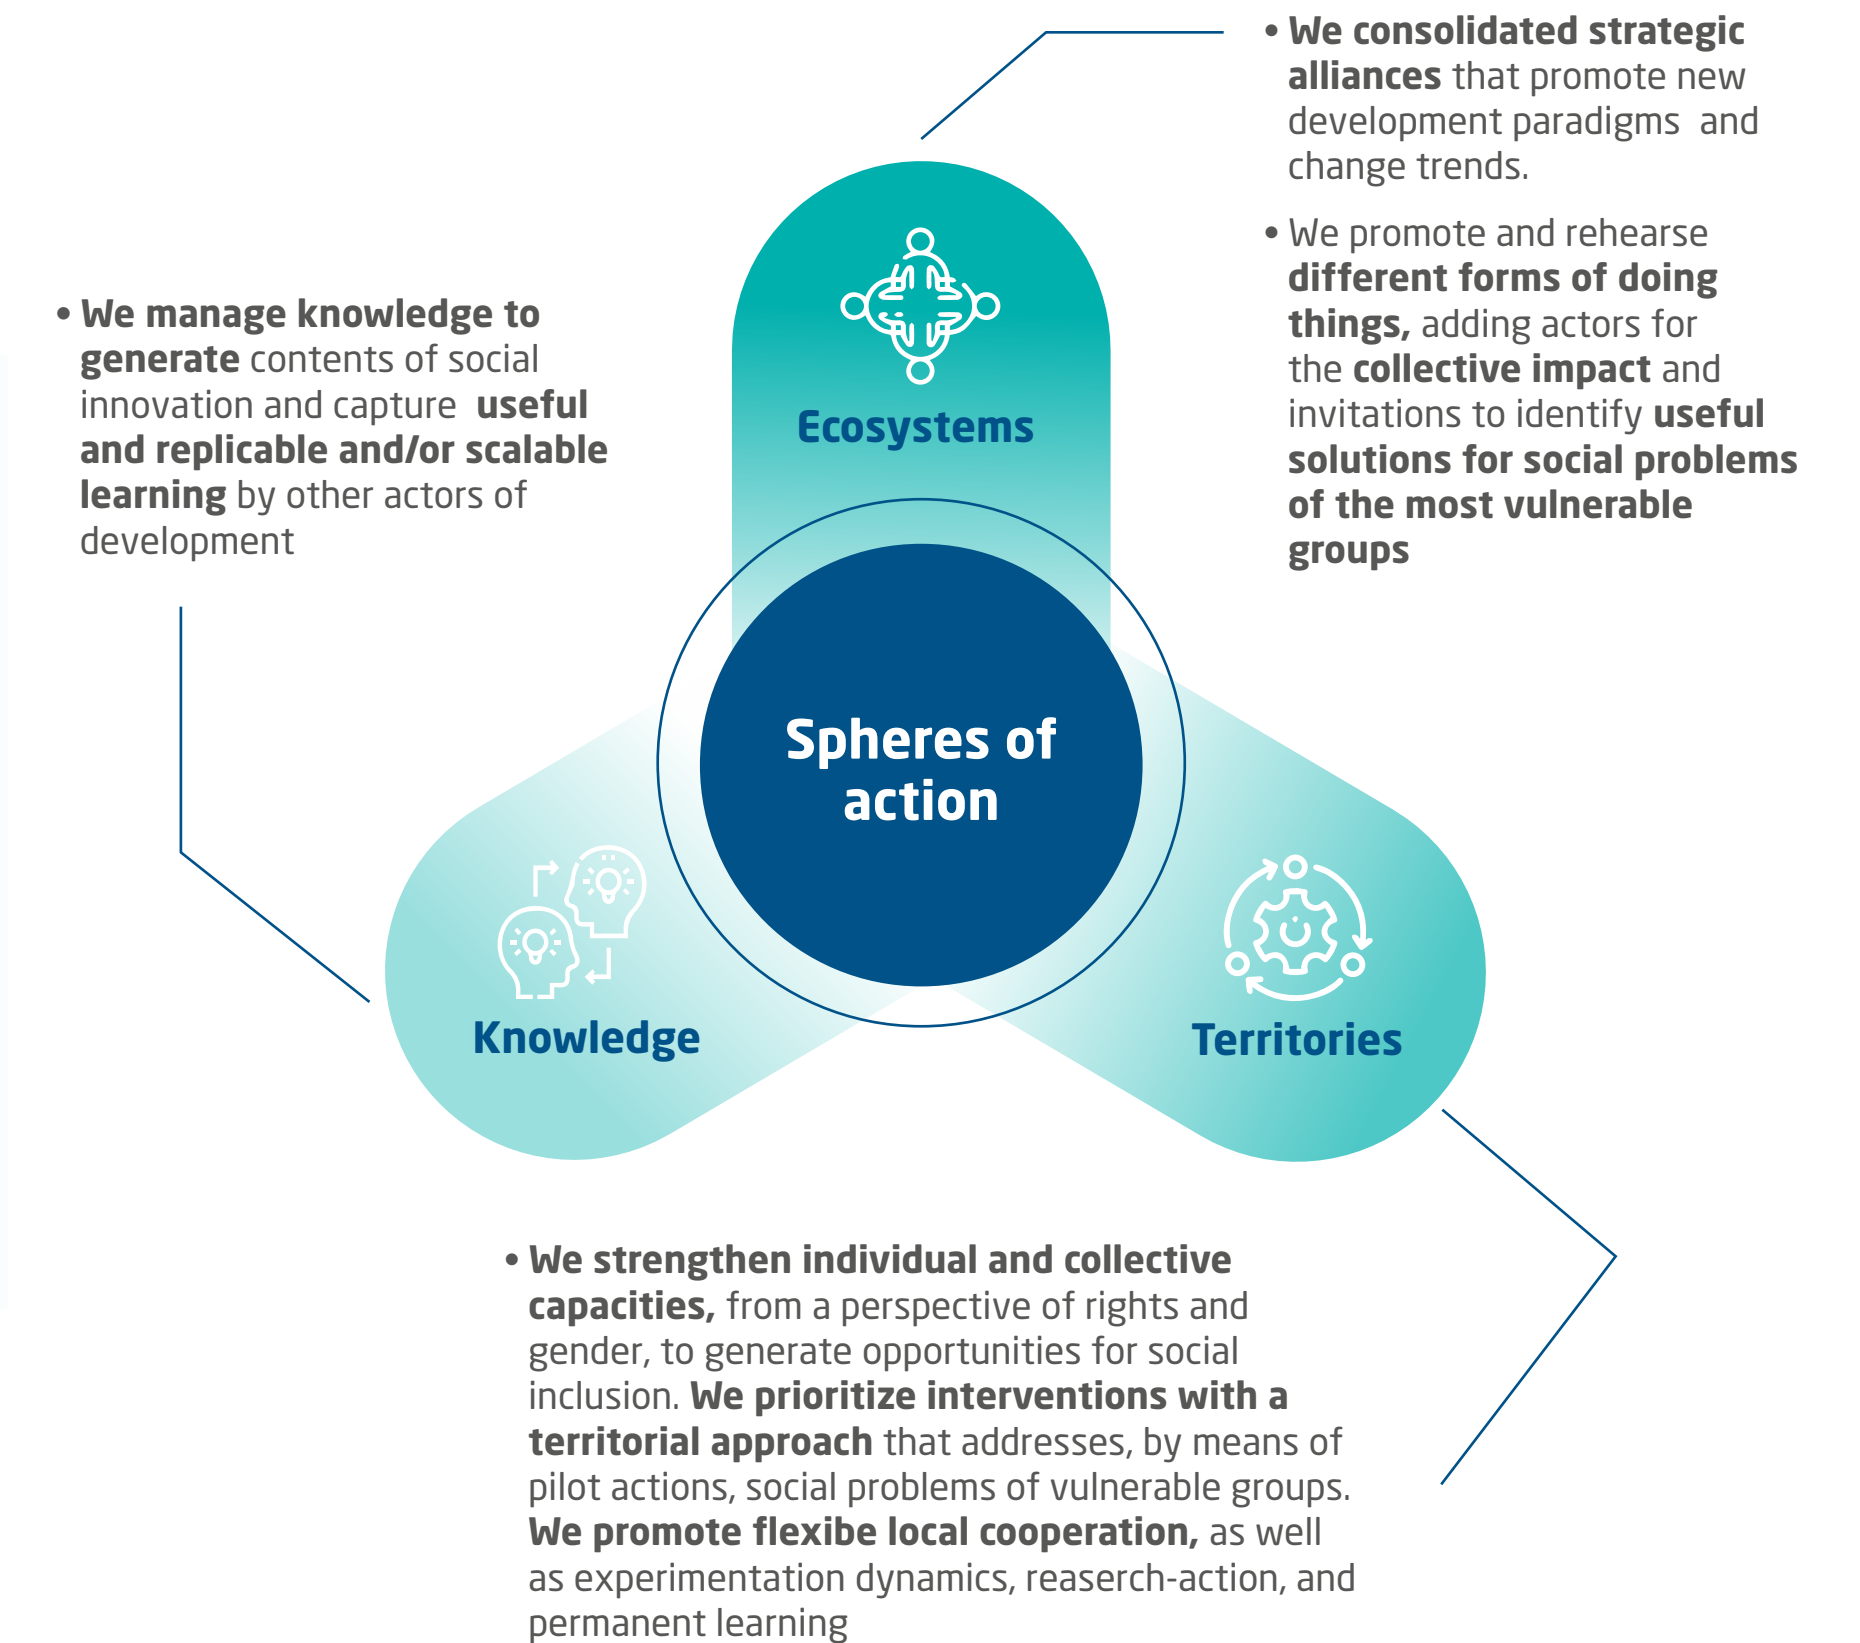 • We consolidated strategic
alliances that promote new
development paradigms and
change trends.
• We promote and rehearse
different forms of doing
things, adding actors for
the collective impact and
invitations to identify useful
solutions for social problems
of the most vulnerable
groups
• We manage knowledge to
generate contents of social
innovation and capture useful
and replicable and/or scalable
learning by other actors of
development
Ecosystems
Spheres of
action
Knowledge
Territories
• We strengthen individual and collective
capacities, from a perspective of rights and
gender, to generate opportunities for social
inclusion. We prioritize interventions with a
territorial approach that addresses, by means of
pilot actions, social problems of vulnerable groups.
We promote flexibe local cooperation, as well
as experimentation dynamics, reaserch-action, and
permanent learning